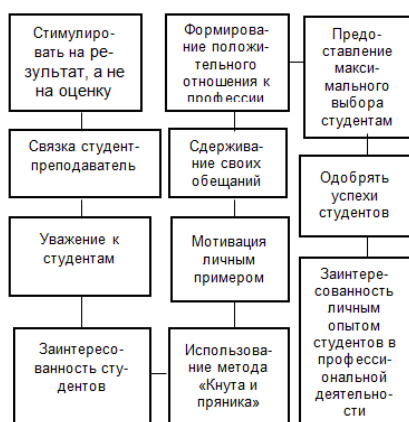 Стимулиро-
вать на ре-
зультат, а не
на оценку
Связка студент-
преподаватель
Уважение к
студентам
Заинтересо-
ванность сту-
дентов
Формирова-
ние положи-
тельного
отношения к
профессии
Сдержива-
ние своих
обещаний
Мотивация
личным
примером
Использова-
ние метода
«Кнута и
пряника»
Предо-
ставление
макси-
мального
выбора
студентам
Одобрять
успехи
студентов
Заинтере-
сованность
личным
опытом
студентов в
профессі-
ональной
деятельно-
сти